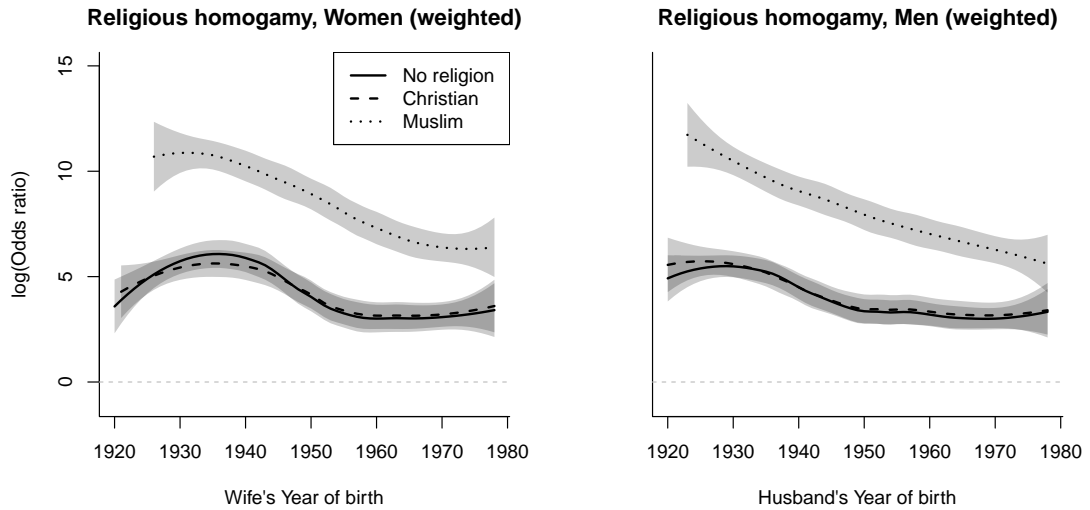 Religious homogamy, Women (weighted)
15
10
5
0
log(Odds ratio)
No religion
Christian
Muslim
1920 1930 1940 1950 1960 1970 1980
Wife's Year of birth
Religious homogamy, Men (weighted)
1920 1930 1940 1950 1960 1970 1980
Husband's Year of birth